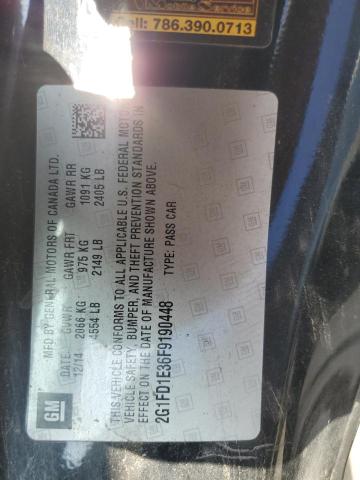 Call: 786.390.0713
GM
MFD BY GENERAL MOTORS OF CANADA LTD.
DATE GVWR GAWR FRT GAWR RR
12/14 2066 KG 975 KG 1091 KG
4554 LB 2149 LB 2405 LB
THIS VEHICLE CONFORMS TO ALL APPLICABLE U.S. FEDERAL MOTOR
VEHICLE SAFETY, BUMPER, AND THEFT PREVENTION STANDARDS IN
EFFECT ON THE DATE OF MANUFACTURE SHOWN ABOVE.
2G1FD1E36F9190448 TYPE: PASS CAR